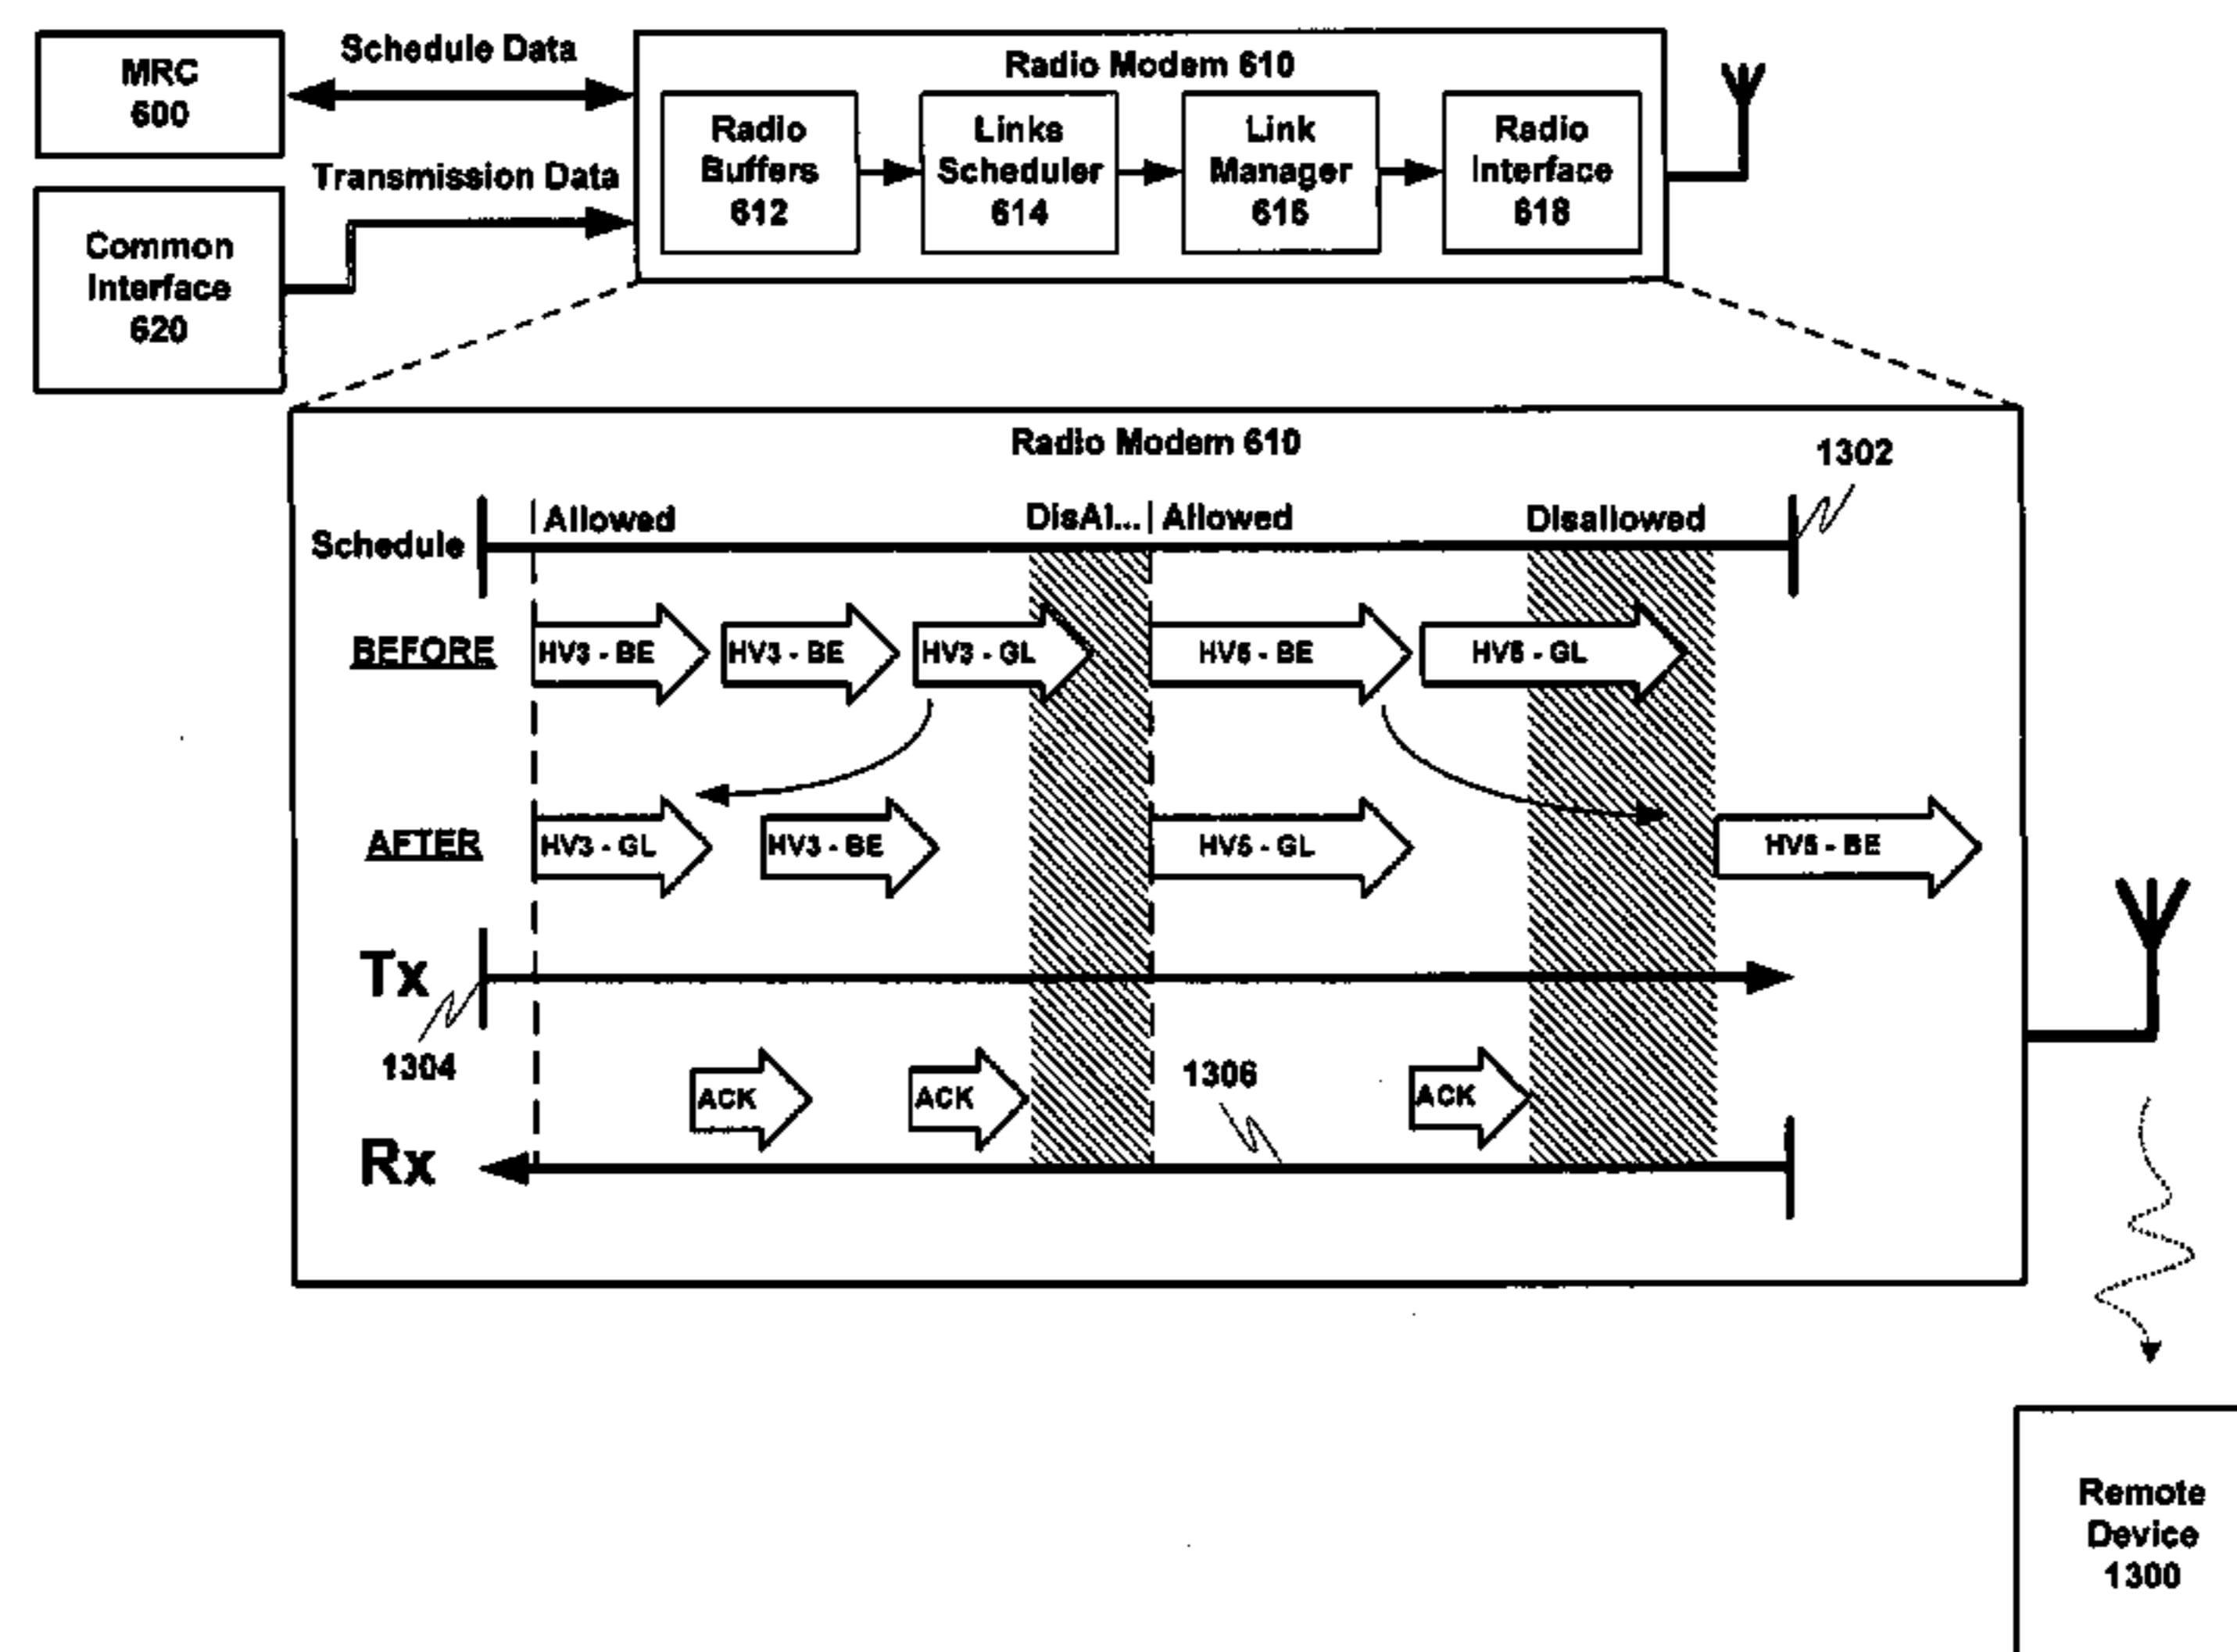 MRC
600
Schedule Data
Transmission Data
Common
Interface
620
Radio Modem 610
Radio
Buffers
612
Links
Scheduler
614
Link
Manager
616
Radio
Interface
618
Radio Modem 610
1302
Schedule
Allowed
DisAl...
Allowed
Disallowed
BEFORE
HV3 - BE
HV3 - BE
HV3 - GL
HV5 - BE
HV5 - GL
AFTER
HV3 - GL
HV3 - BE
HV5 - GL
HV5 - BE
Tx
1304
ACK
ACK
1306
ACK
Rx
Remote
Device
1300